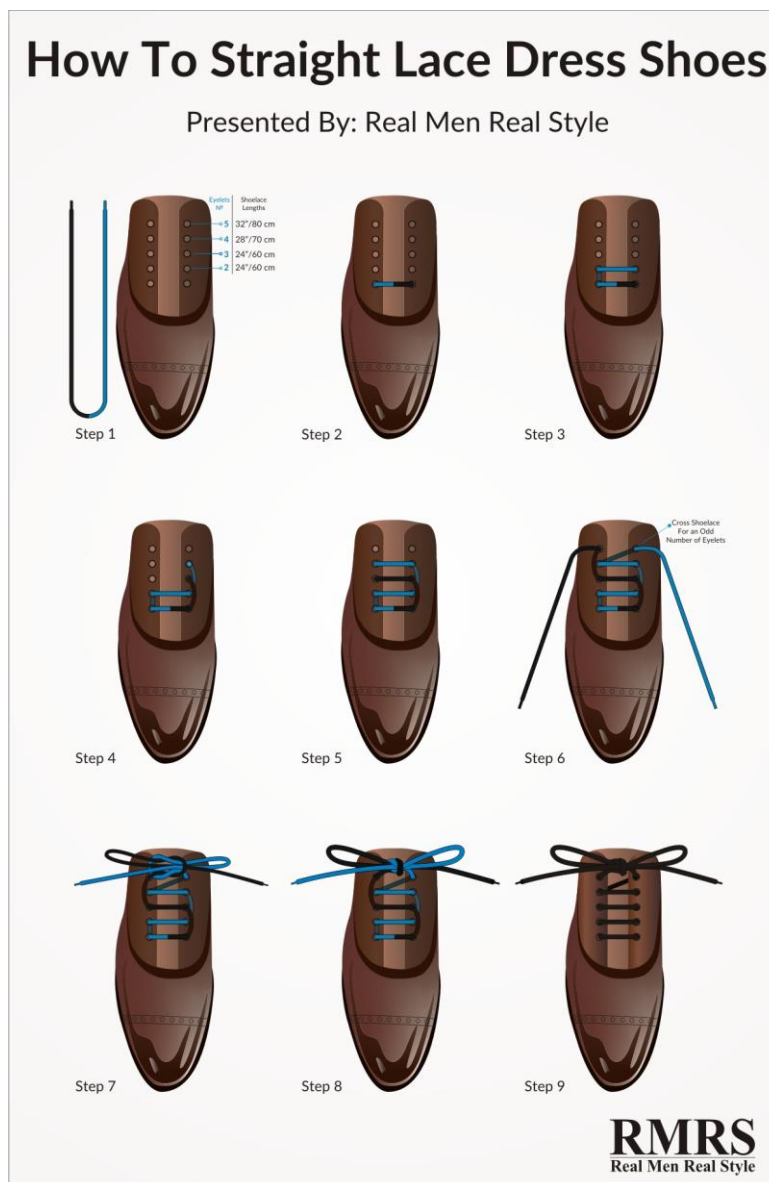 How To Straight Lace Dress Shoes
Presented By: Real Men Real Style
Eyelets Nº
Shoelace Lengths
5 32"/80 cm
4 28"/70 cm
3 24"/60 cm
2 24"/60 cm
Step 1
Step 2
Step 3
Cross Shoelace
For an Odd
Number of Eyelets
Step 4
Step 5
Step 6
Step 7
Step 8
Step 9
RMRS
Real Men Real Style